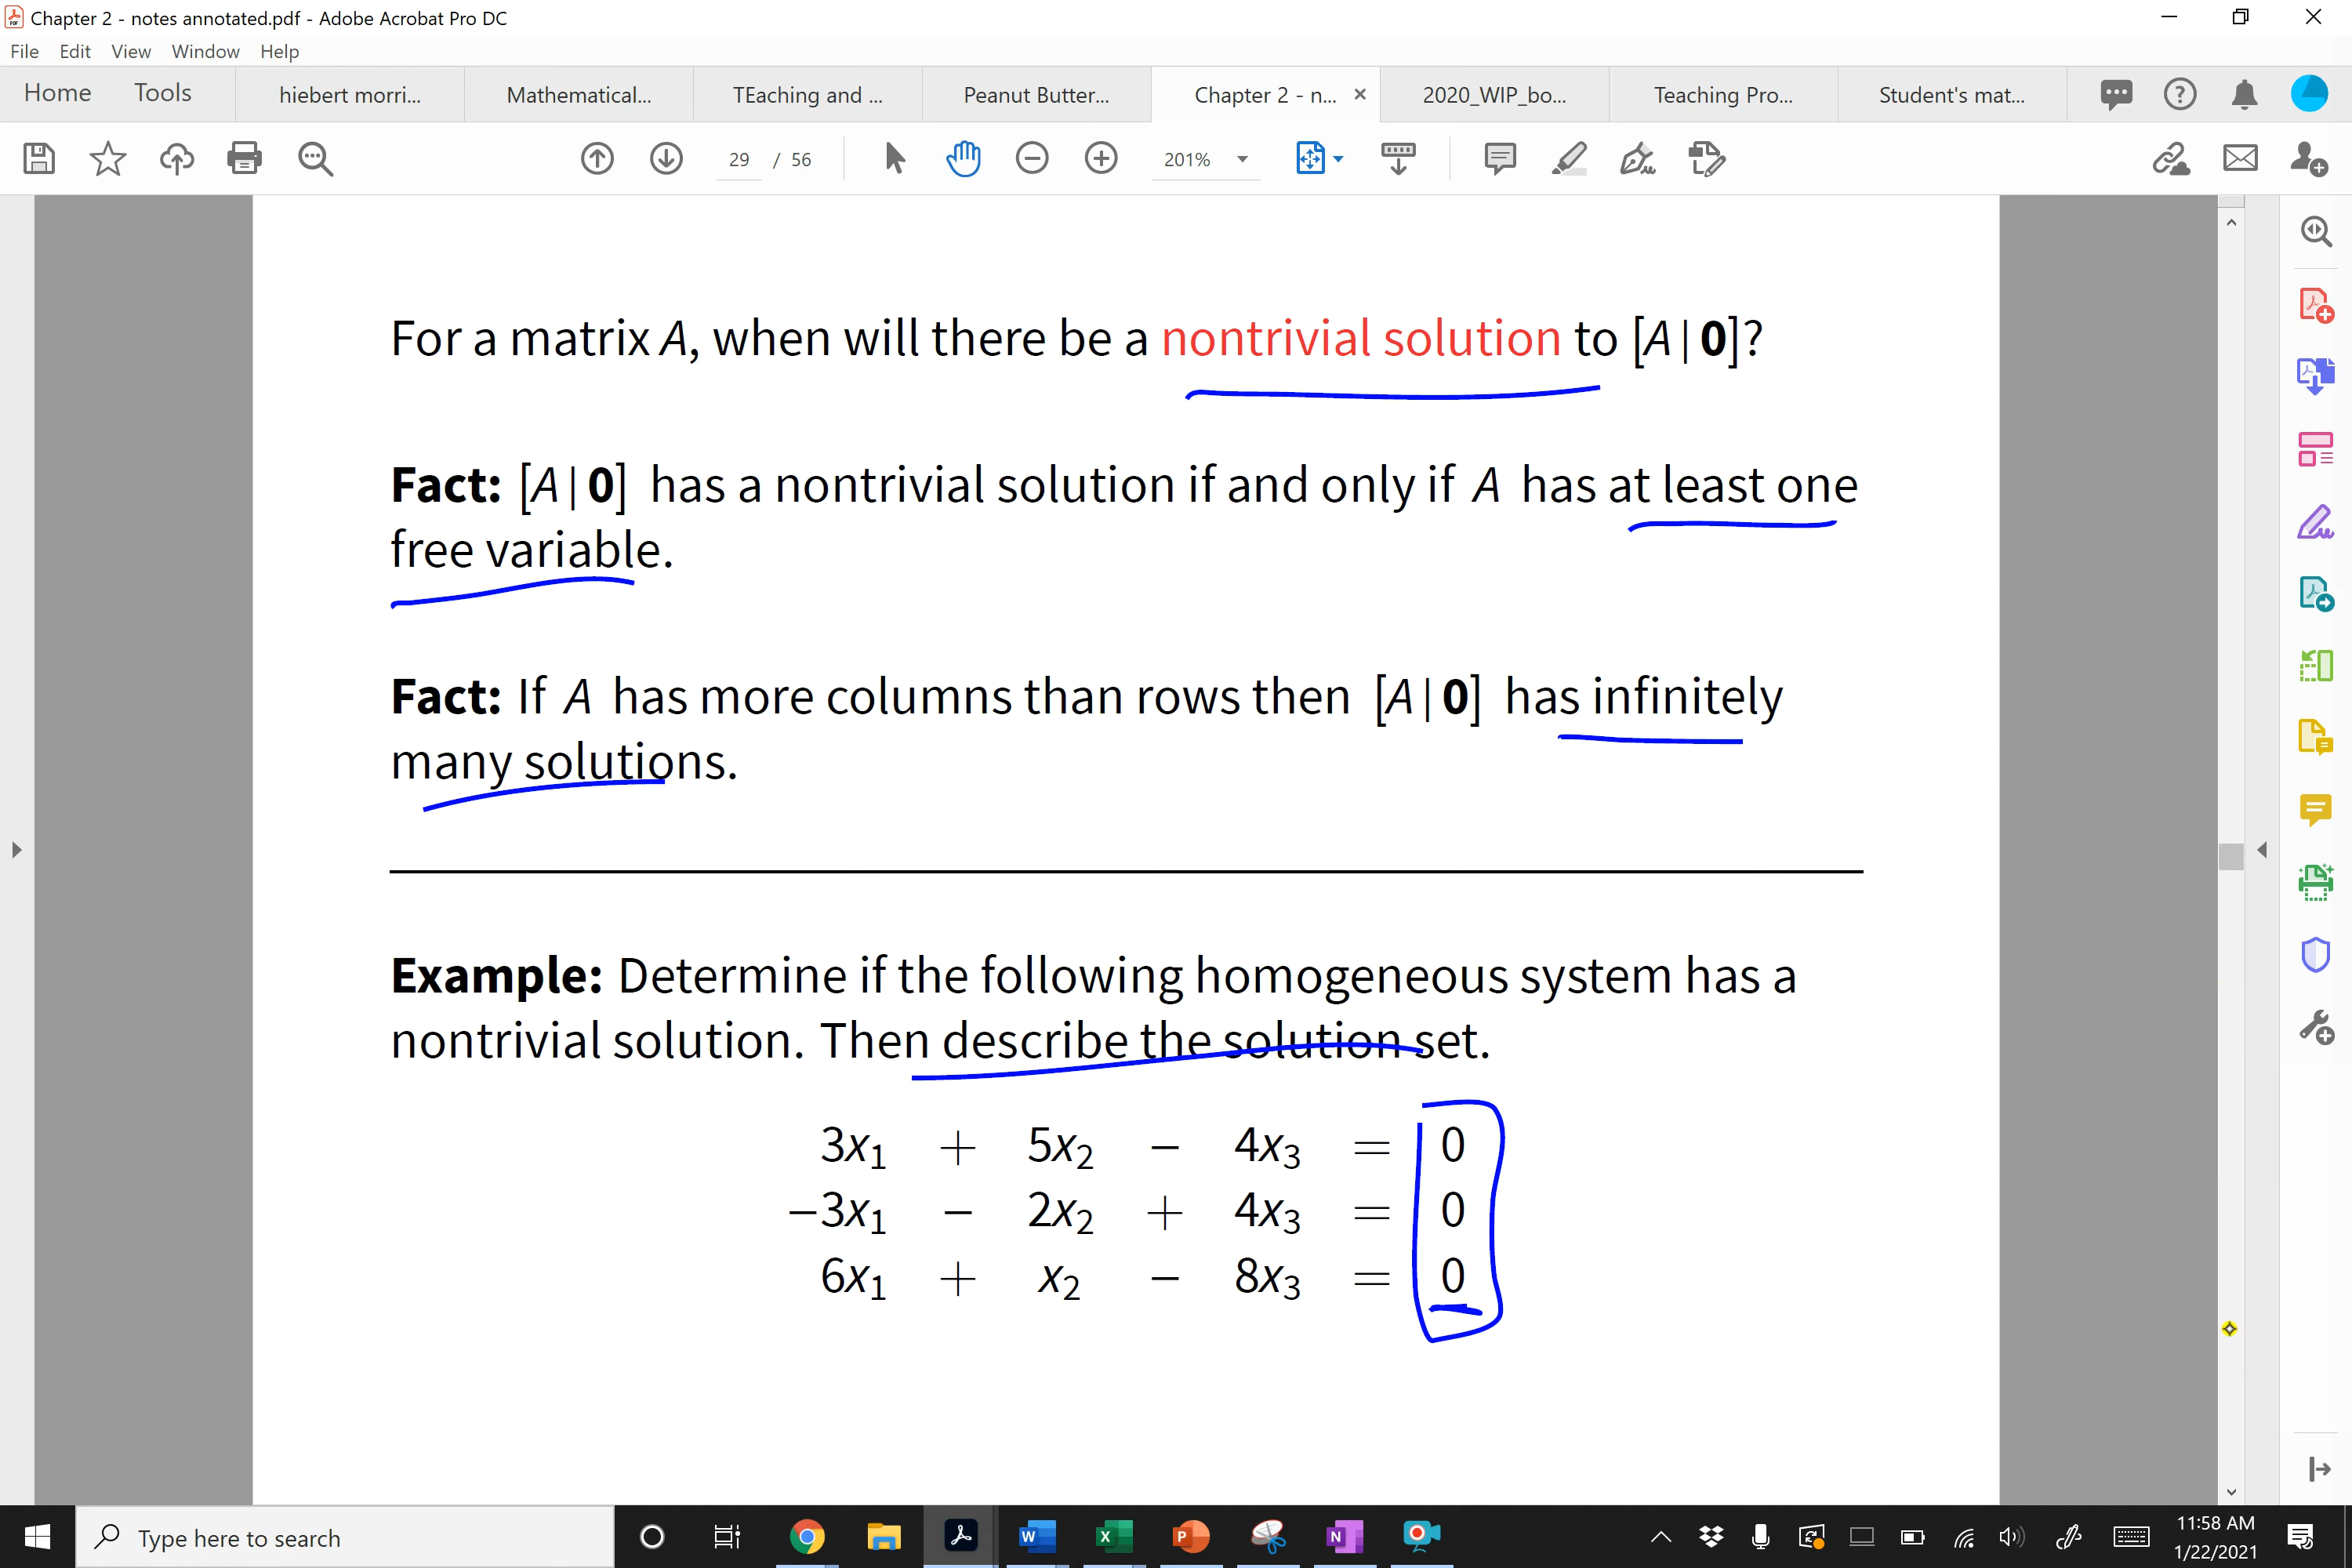 Chapter 2 - notes annotated.pdf - Adobe Acrobat Pro DC
File Edit View Window Help
Home Tools hiebert morri... Mathematical... TEaching and ... Peanut Butter... Chapter 2 - n... × 2020_WIP_bo... Teaching Pro... Student's mat...
29 / 56 201%
For a matrix A, when will there be a nontrivial solution to [A | 0]?
Fact: [A | 0] has a nontrivial solution if and only if A has at least one
free variable.
Fact: If A has more columns than rows then [A | 0] has infinitely
many solutions.
Example: Determine if the following homogeneous system has a
nontrivial solution. Then describe the solution set.
3x₁ + 5x₂ − 4x₃ = 0
−3x₁ − 2x₂ + 4x₃ = 0
6x₁ + x₂ − 8x₃ = 0
Type here to search
11:58 AM
1/22/2021